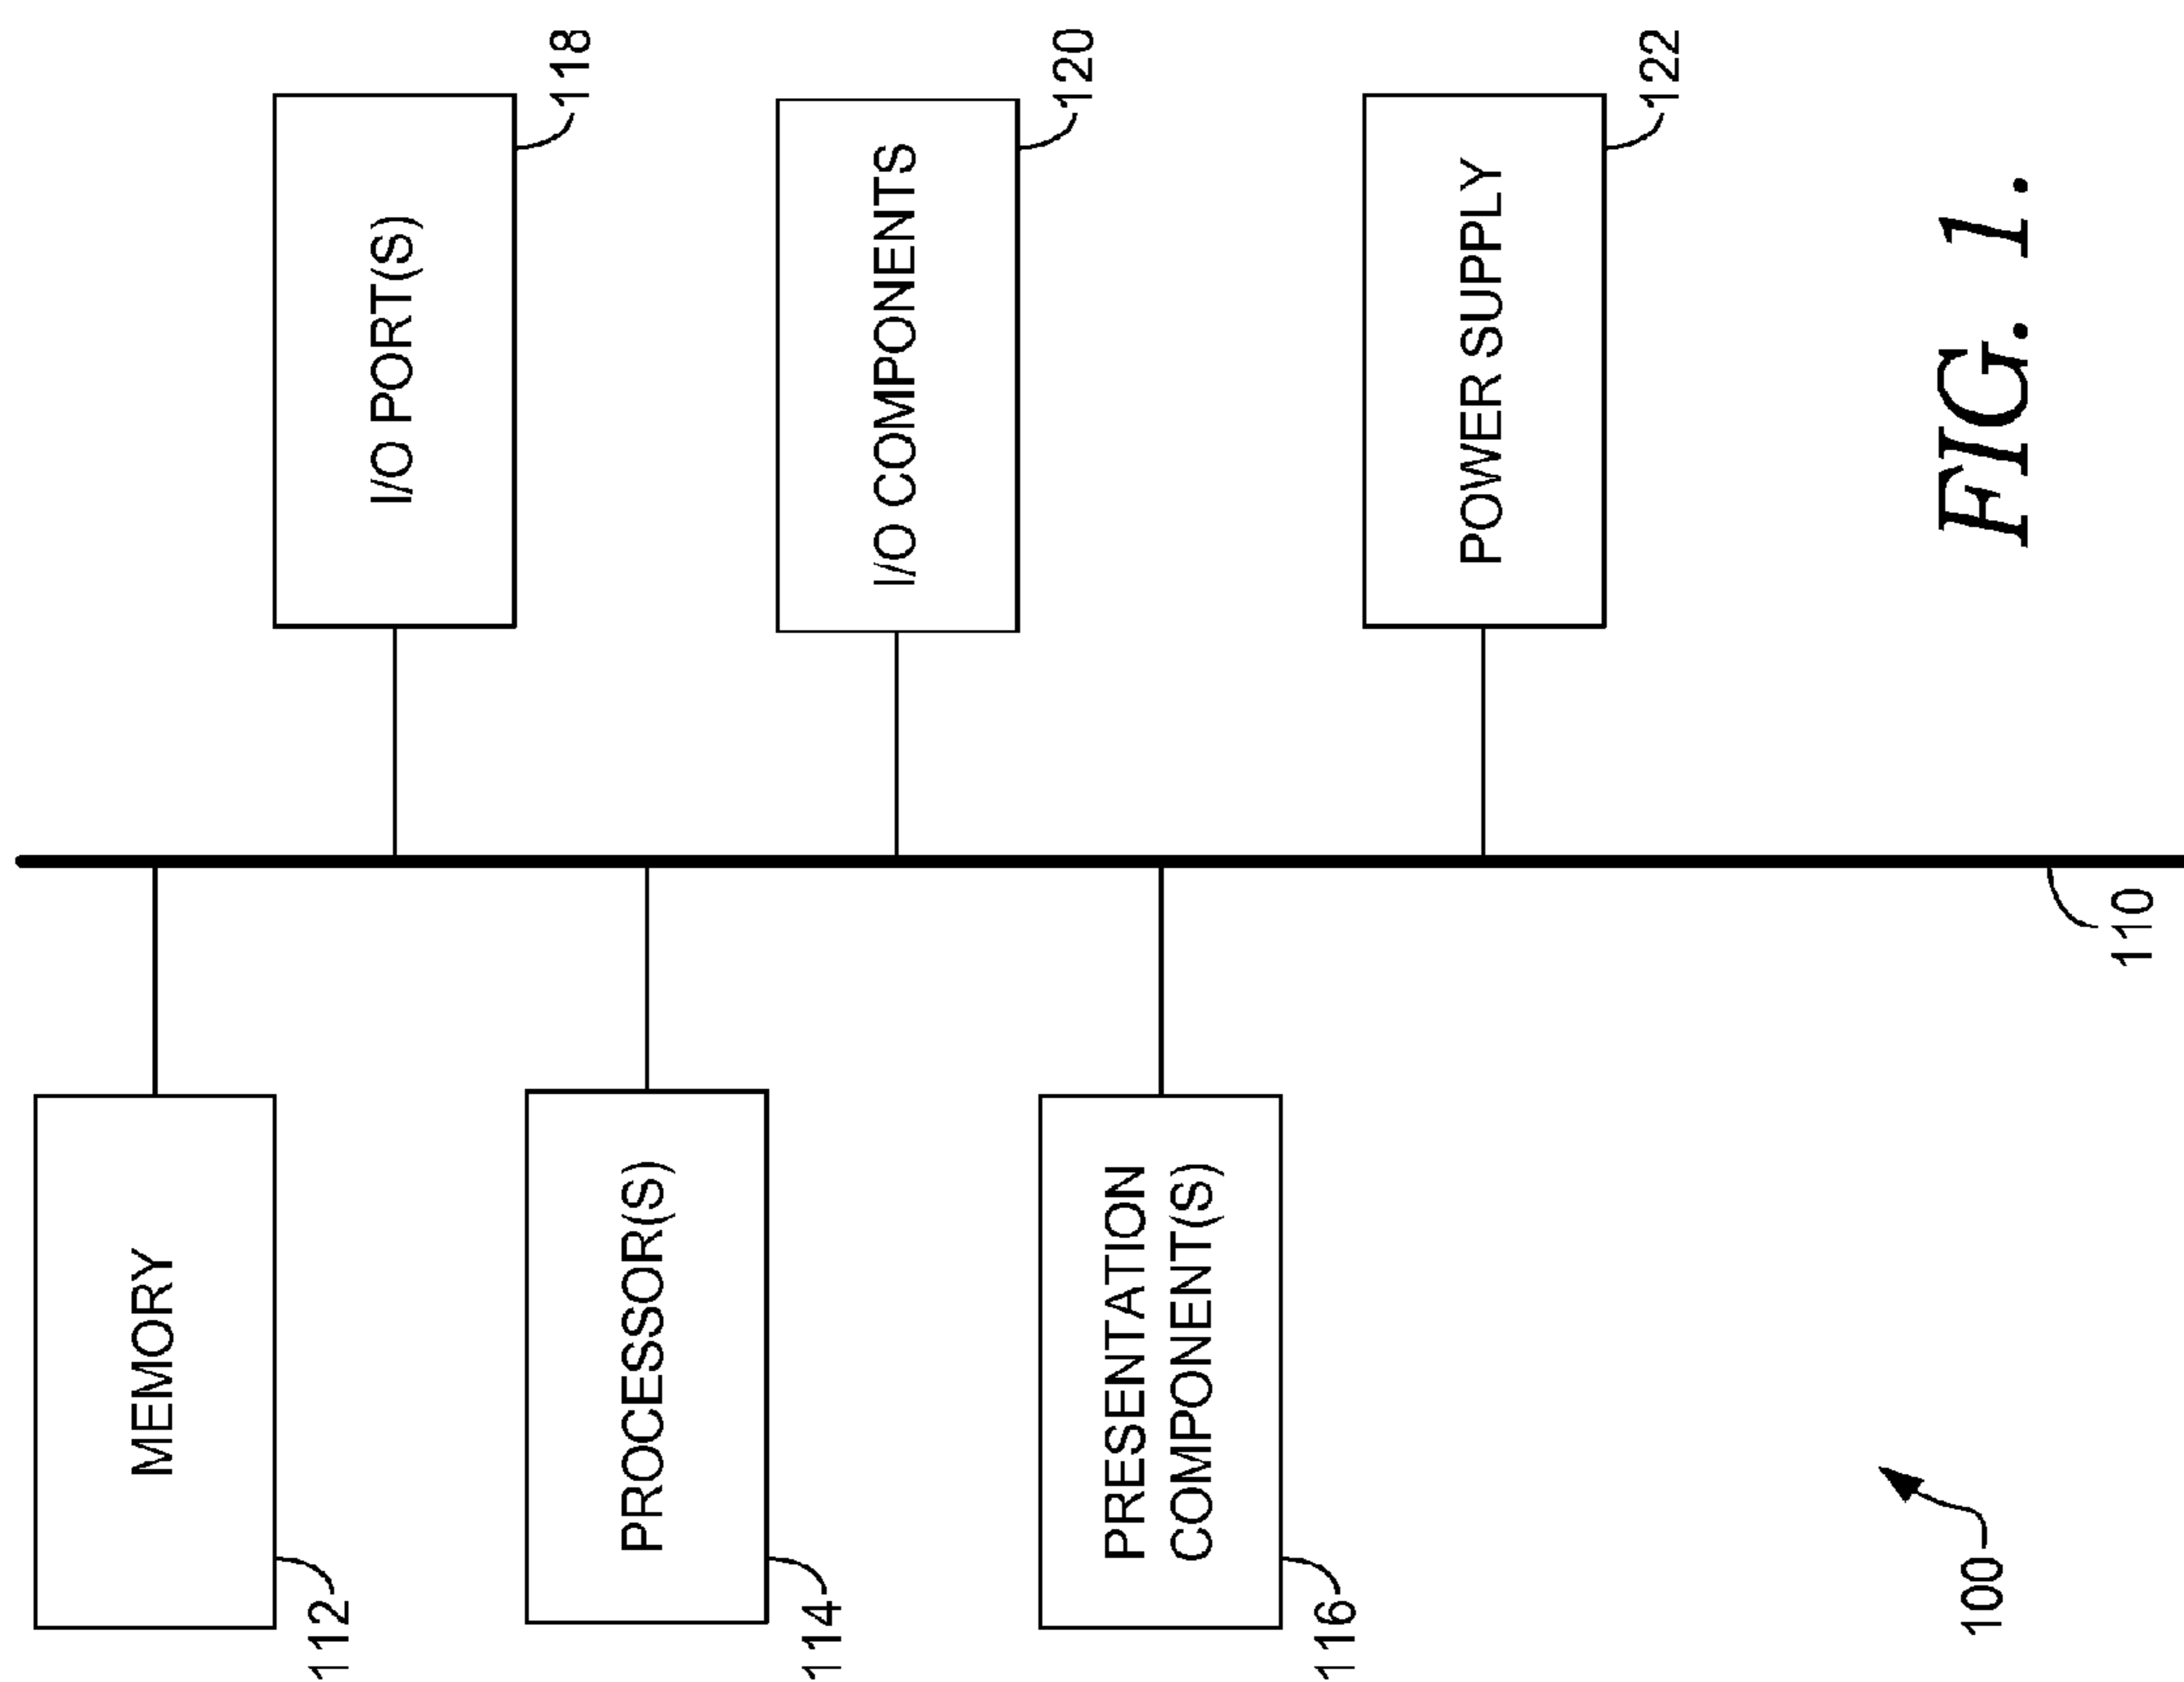 MEMORY
112
I/O PORT(S)
118
PROCESSOR(S)
114
I/O COMPONENTS
120
PRESENTATION
COMPONENT(S)
116
POWER SUPPLY
122
100
110
FIG. 1.